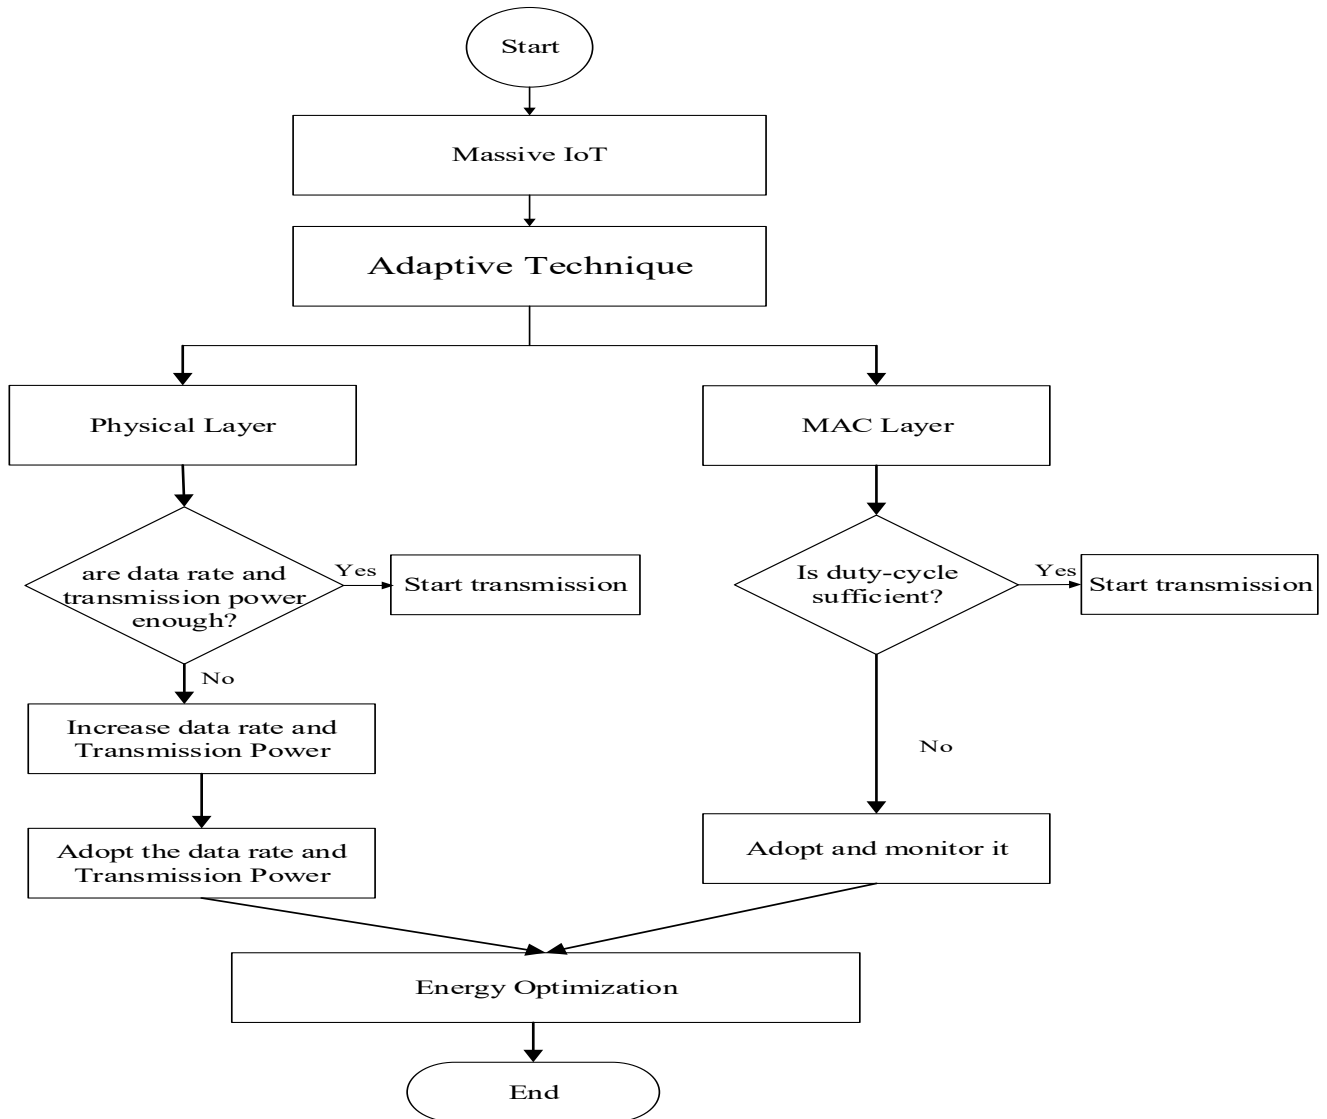 Start
Massive IoT
Adaptive Technique
Physical Layer
MAC Layer
are data rate and
transmission power
enough?
Yes
Start transmission
Is duty-cycle
sufficient?
Yes
Start transmission
No
Increase data rate and
Transmission Power
No
Adopt the data rate and
Transmission Power
Adopt and monitor it
Energy Optimization
End